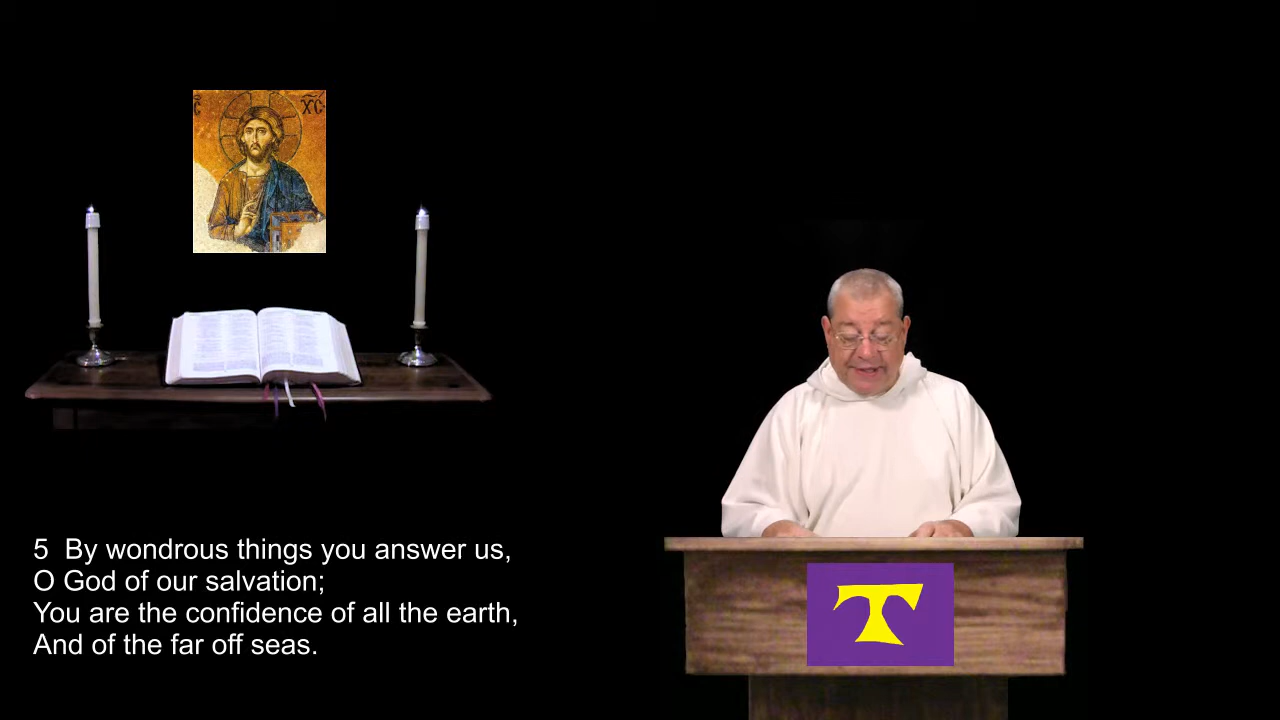 XC
5 By wondrous things you answer us,
O God of our salvation;
You are the confidence of all the earth,
And of the far off seas.
T